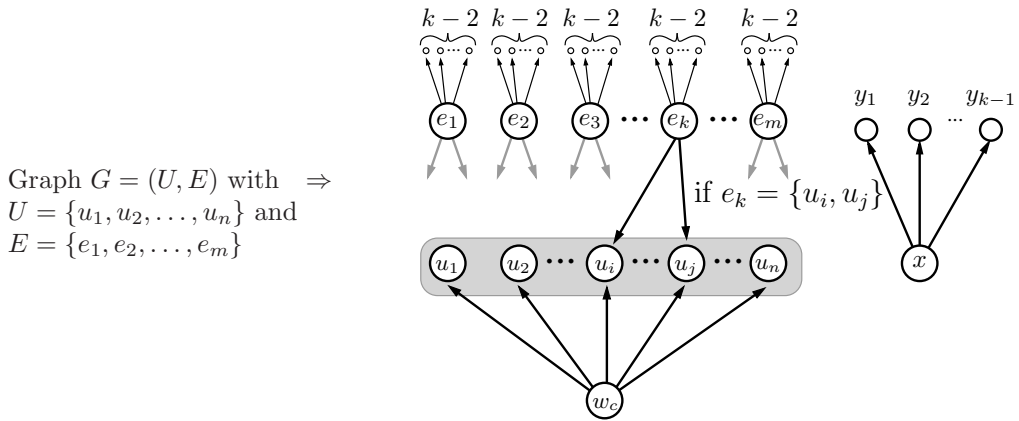 k − 2 k − 2 k − 2 k − 2 k − 2
... ... ... ... ...
e₁ e₂ e₃ ... eₖ ... eₘ
y₁ y₂ ... yₖ₋₁
Graph G = (U, E) with ⇒
U = {u₁, u₂, . . . , uₙ} and
E = {e₁, e₂, . . . , eₘ}
if eₖ = {uᵢ, uⱼ}
u₁ u₂ ... uᵢ ... uⱼ ... uₙ
x
w_c